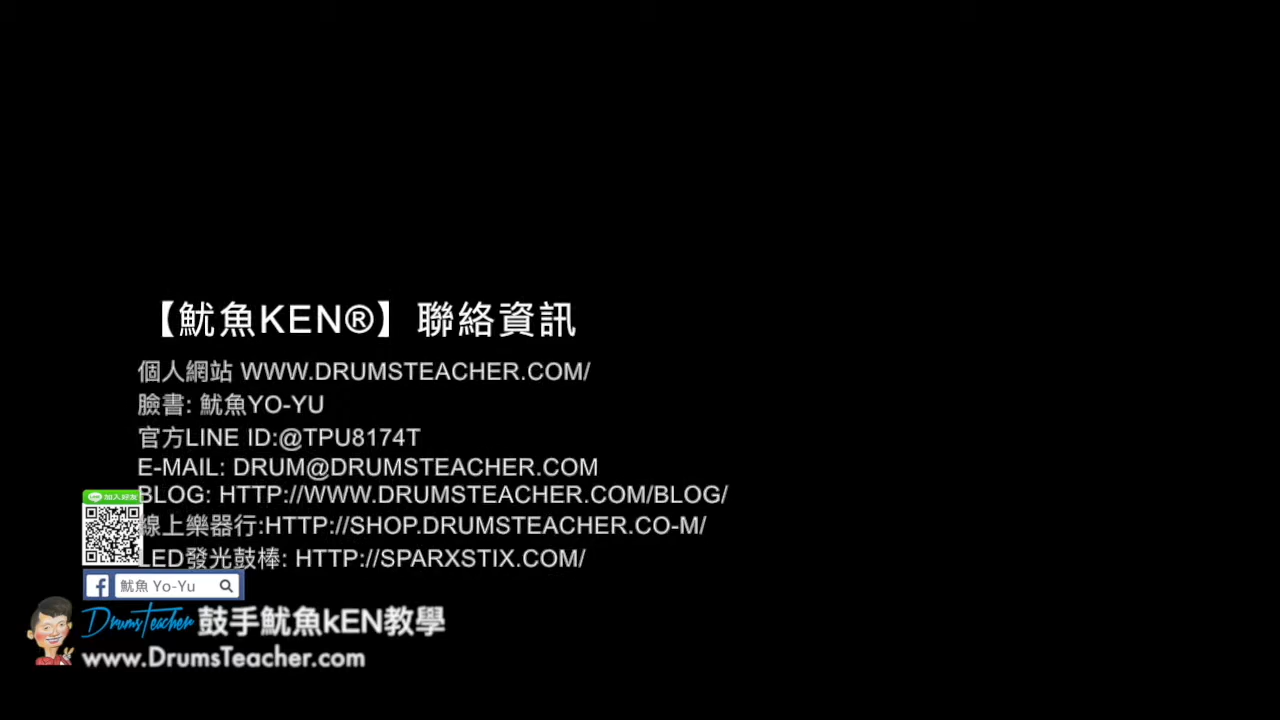 【魷魚KEN®】聯絡資訊
個人網站 WWW.DRUMSTEACHER.COM/
臉書: 魷魚YO-YU
官方LINE ID:@TPU8174T
E-MAIL: DRUM@DRUMSTEACHER.COM
BLOG: HTTP://WWW.DRUMSTEACHER.COM/BLOG/
線上樂器行:HTTP://SHOP.DRUMSTEACHER.CO-M/
LED發光鼓棒: HTTP://SPARXSTIX.COM/
LINE 加入好友
f 魷魚 Yo-Yu
DrumsTeacher 鼓手魷魚kEN教學
www.DrumsTeacher.com